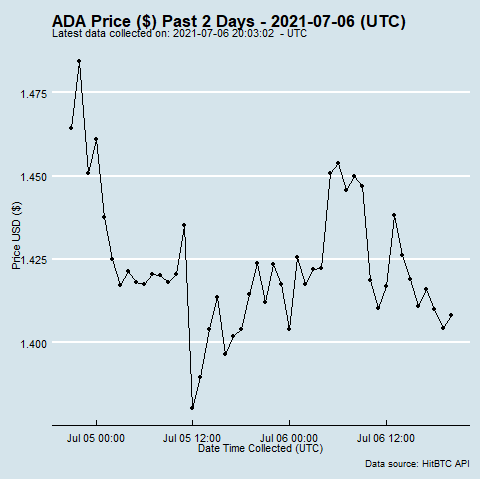 ADA Price ($) Past 2 Days - 2021-07-06 (UTC)
Latest data collected on: 2021-07-06 20:03:02 - UTC
1.475
1.450
1.425
1.400
Price USD ($)
Jul 05 00:00 Jul 05 12:00 Jul 06 00:00 Jul 06 12:00
Date Time Collected (UTC)
Data source: HitBTC API